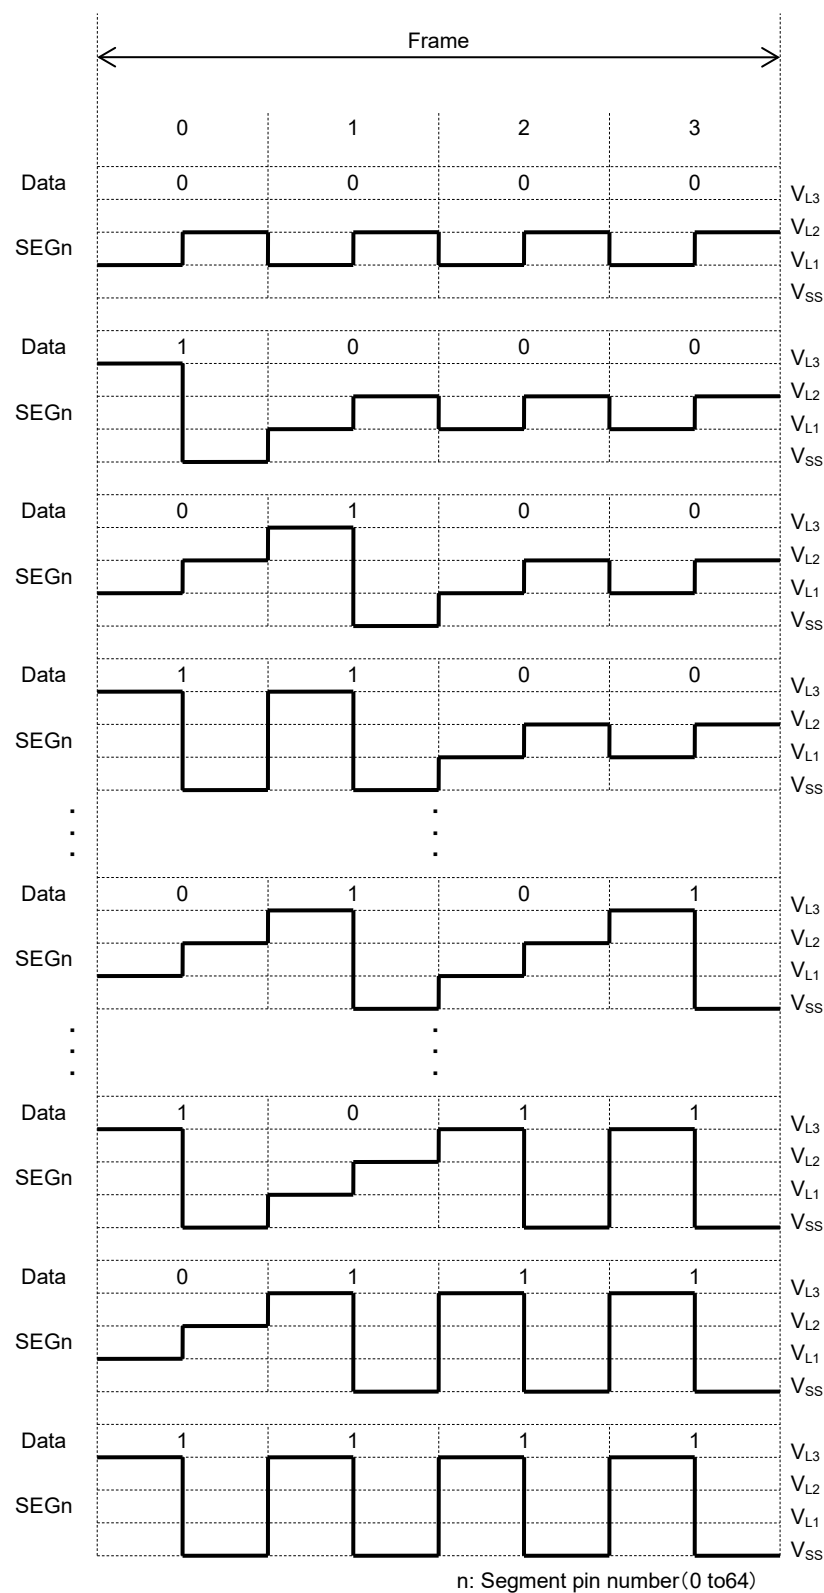 Frame
0 1 2 3
Data 0 0 0 0
VL3
VL2
SEGn
VL1
VSS
Data 1 0 0 0
VL3
VL2
SEGn
VL1
VSS
Data 0 1 0 0
VL3
VL2
SEGn
VL1
VSS
Data 1 1 0 0
VL3
VL2
SEGn
VL1
VSS
Data 0 1 0 1
VL3
VL2
SEGn
VL1
VSS
Data 1 0 1 1
VL3
VL2
SEGn
VL1
VSS
Data 0 1 1 1
VL3
VL2
SEGn
VL1
VSS
Data 1 1 1 1
VL3
VL2
SEGn
VL1
VSS
n: Segment pin number(0 to64)